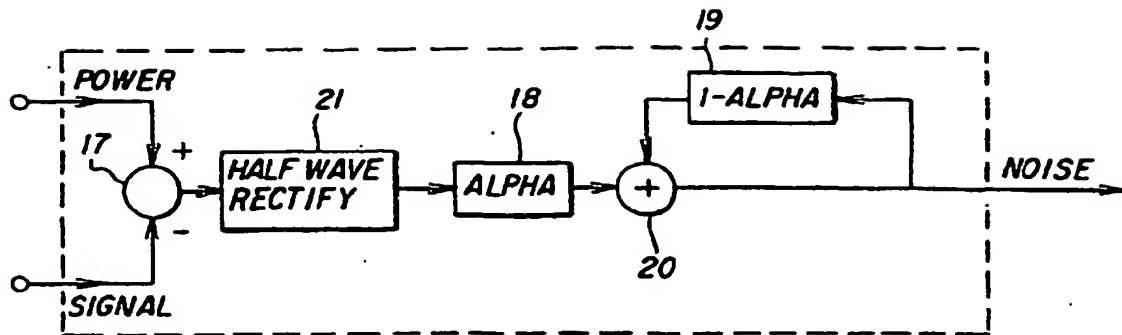 19
POWER
1-ALPHA
21
18
17
+
HALF WAVE
RECTIFY
ALPHA
+
NOISE
-
20
SIGNAL